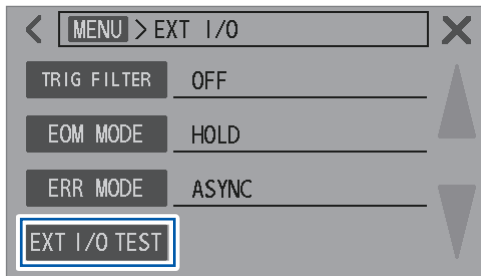 MENU > EXT I/O
TRIG FILTER OFF
EOM MODE HOLD
ERR MODE ASYNC
EXT I/O TEST